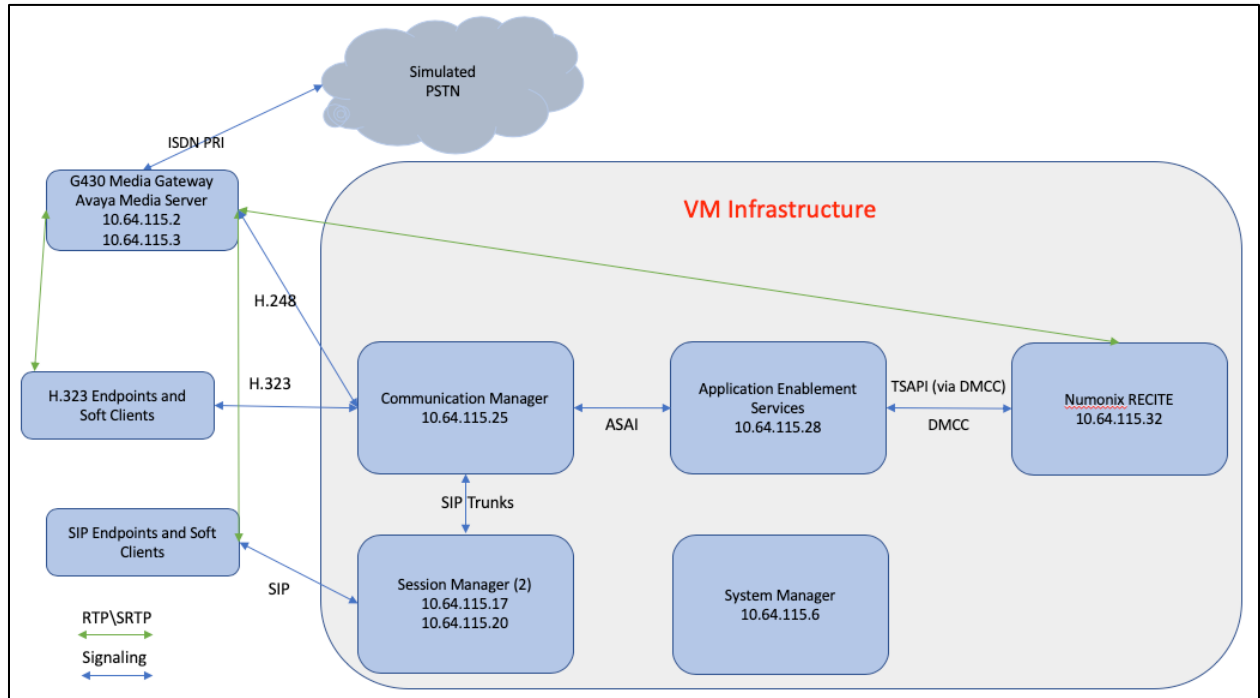 Simulated
PSTN
ISDN PRI
G430 Media Gateway
Avaya Media Server
10.64.115.2
10.64.115.3
VM Infrastructure
H.248
H.323
H.323 Endpoints and
Soft Clients
Communication Manager
10.64.115.25
ASAI
Application Enablement
Services
10.64.115.28
TSAPI (via DMCC)
DMCC
Numonix RECITE
10.64.115.32
SIP Trunks
SIP Endpoints and Soft
Clients
SIP
Session Manager (2)
10.64.115.17
10.64.115.20
System Manager
10.64.115.6
RTP\SRTP
Signaling